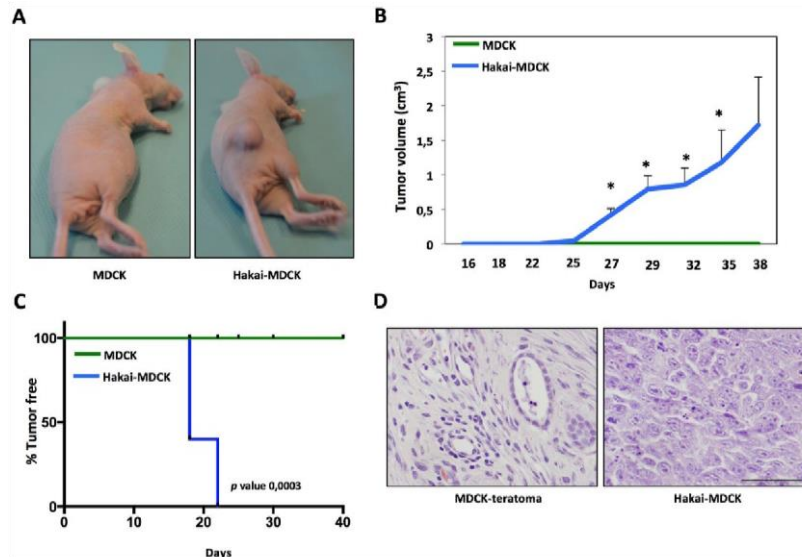 A
MDCK
Hakai-MDCK
B
MDCK
Hakai-MDCK
Tumor volume (cm³)
3
2,5
2
1,5
1
0,5
0
*
*
*
*
16 18 22 25 27 29 32 35 38
Days
C
% Tumor free
100
50
0
MDCK
Hakai-MDCK
p value 0,0003
0 10 20 30 40
Days
D
MDCK-teratoma
Hakai-MDCK